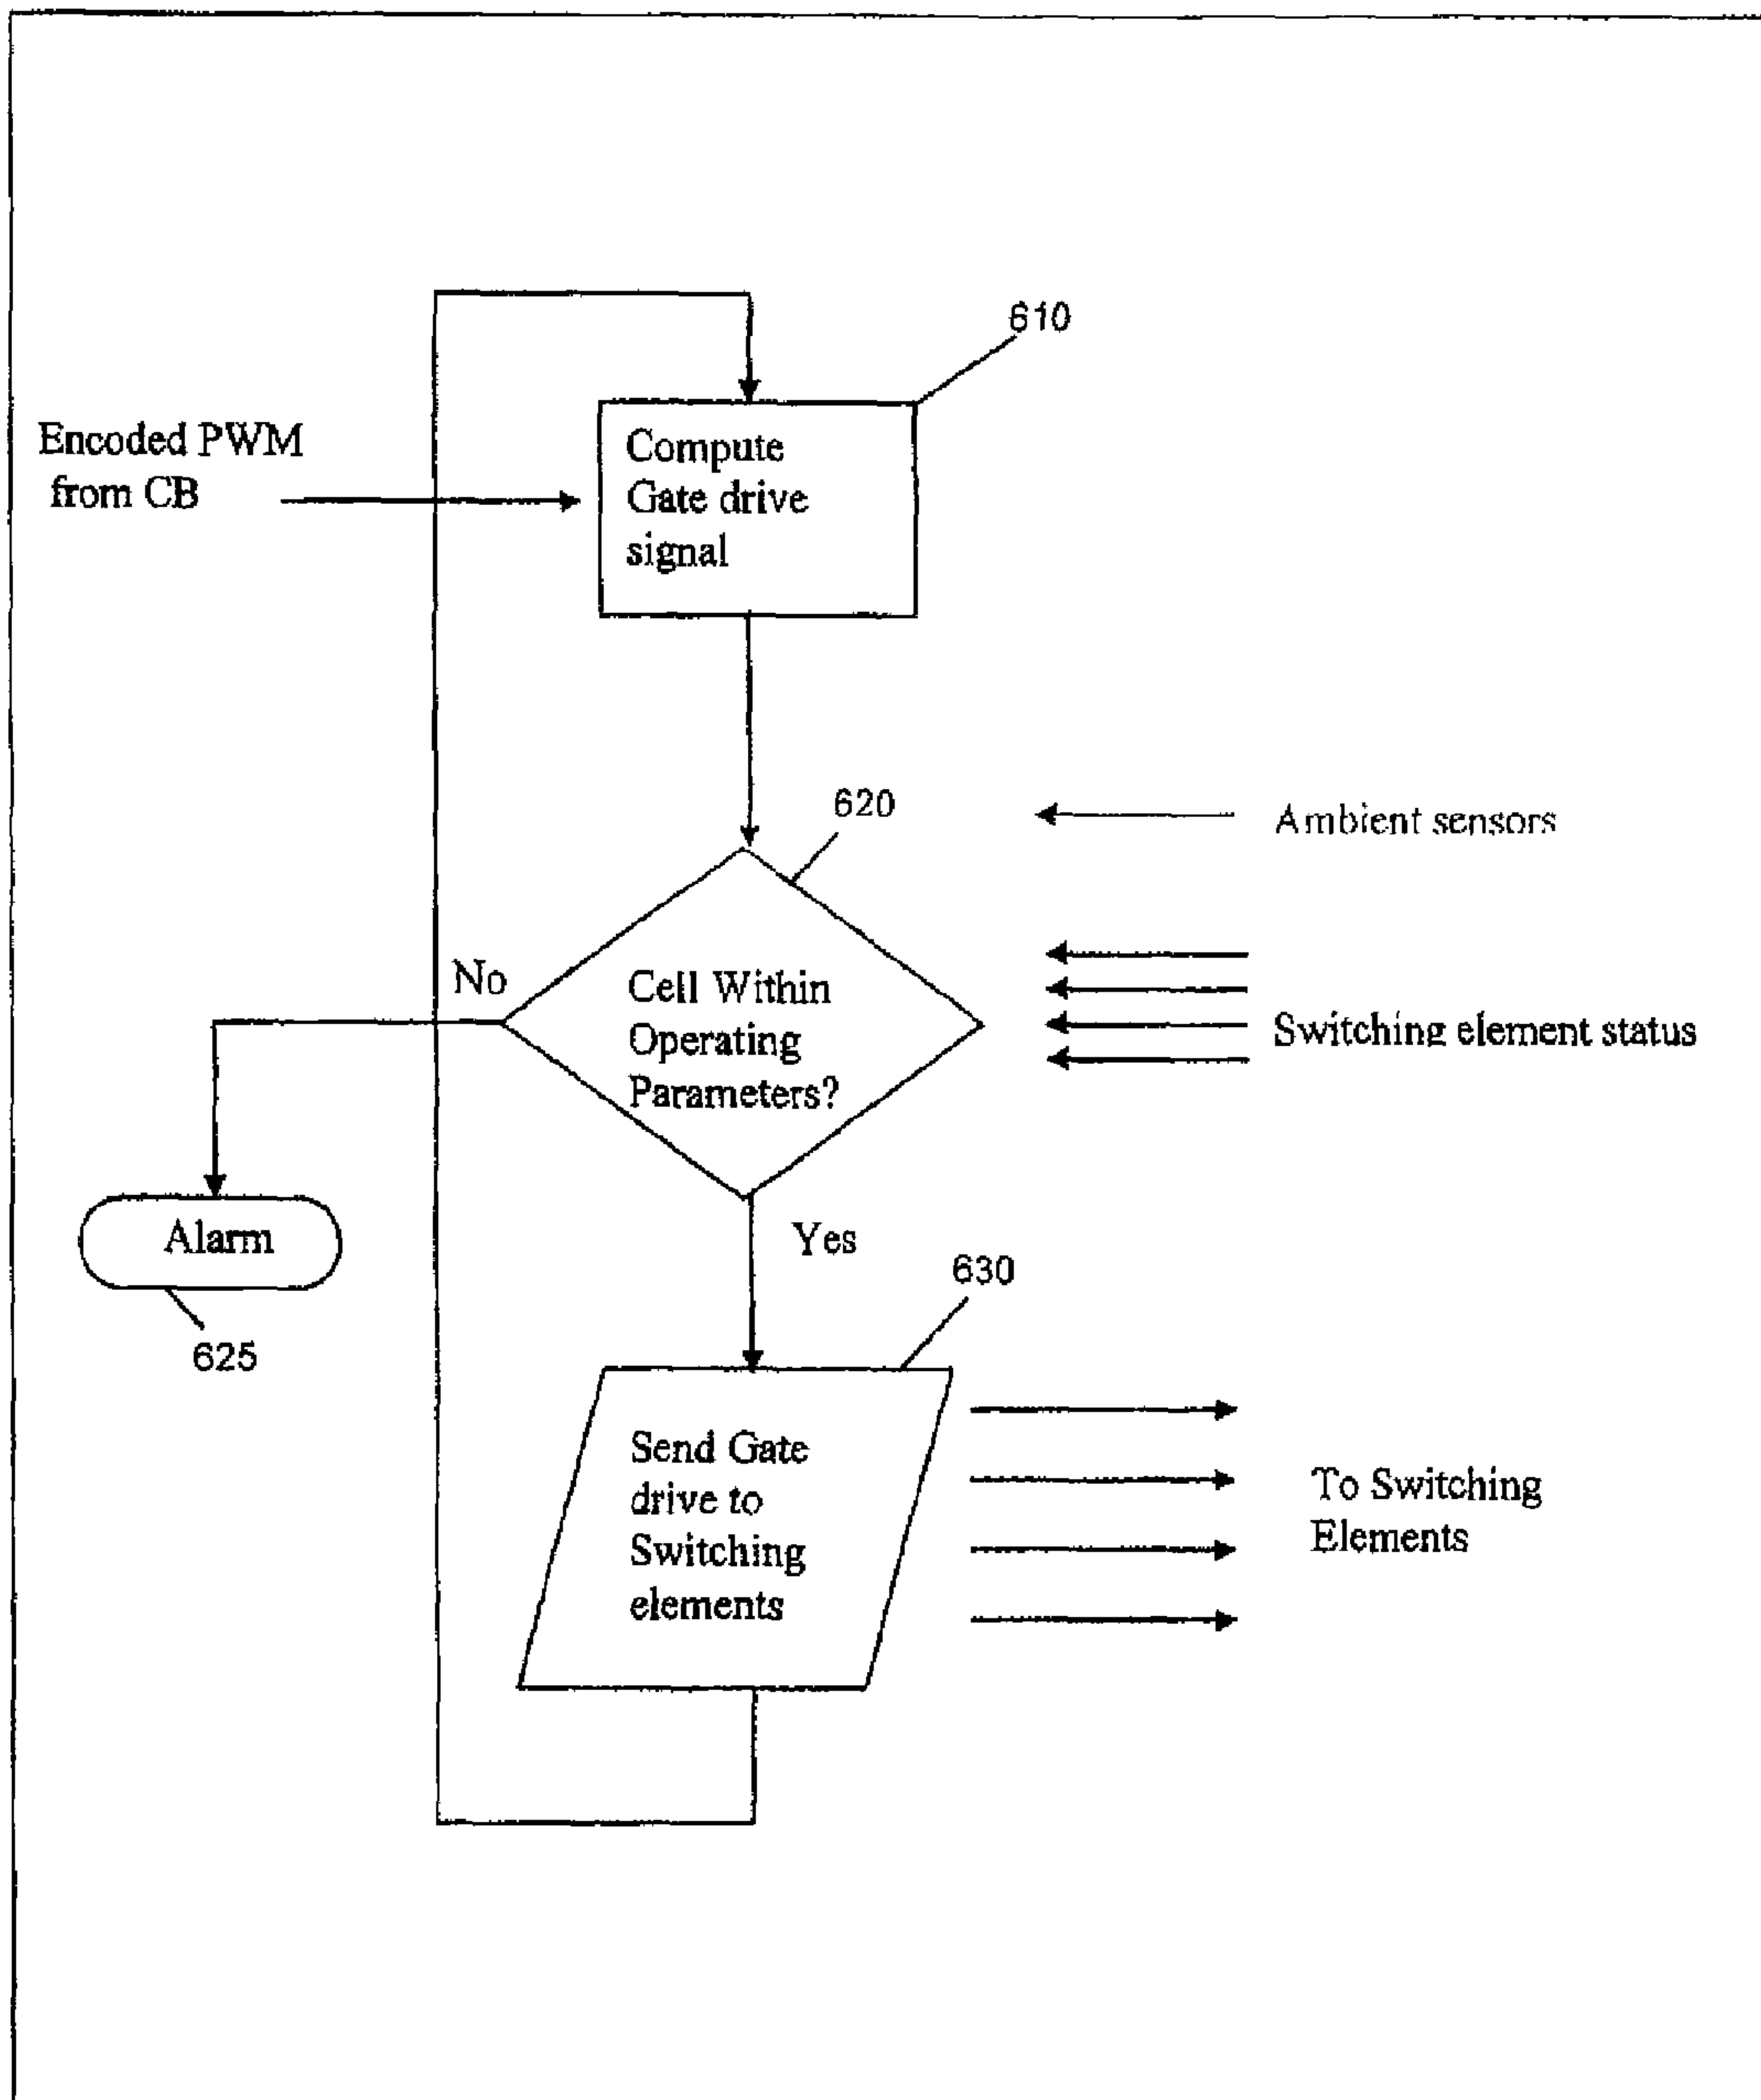 610
Encoded PWM
from CB
Compute
Gate drive
signal
620
Ambient sensors
No
Cell Within
Operating
Parameters?
Switching element status
Alarm
Yes
625
630
Send Gate
drive to
Switching
elements
To Switching
Elements